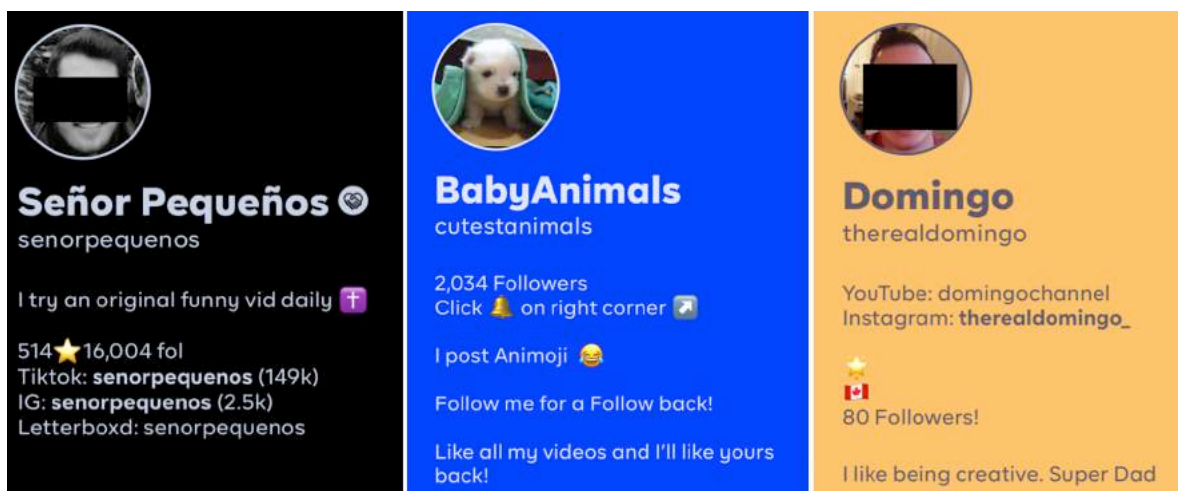 Señor Pequeños
senorpequenos
I try an original funny vid daily ✝️
514⭐16,004 fol
Tiktok: senorpequenos (149k)
IG: senorpequenos (2.5k)
Letterboxd: senorpequenos
BabyAnimals
cutestanimals
2,034 Followers
Click 🔔 on right corner ↗️
I post Animoji 😂
Follow me for a Follow back!
Like all my videos and I'll like yours
back!
Domingo
therealdomingo
YouTube: domingochannel
Instagram: therealdomingo_
⭐
🇨🇦
80 Followers!
I like being creative. Super Dad